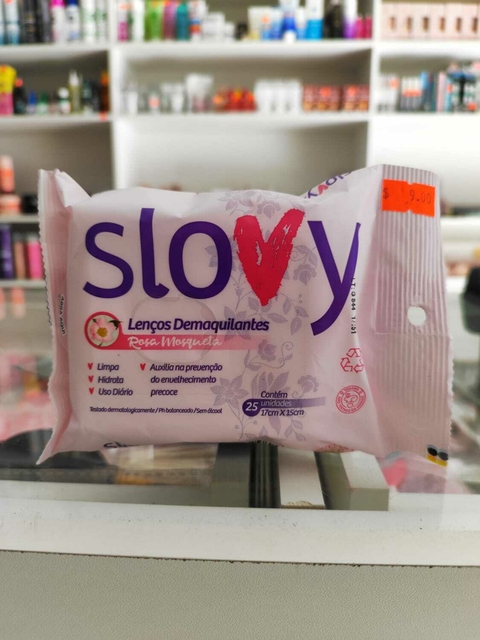 slovy
Lenços Demaquilantes
Rosa Mosqueta
Limpa
Hidrata
Uso Diário
Auxilia na prevenção
do envelhecimento
precoce
Testado dermatologicamente / Ph balanceado / Sem álcool
25
Contém
unidades
17cm X 15cm
$